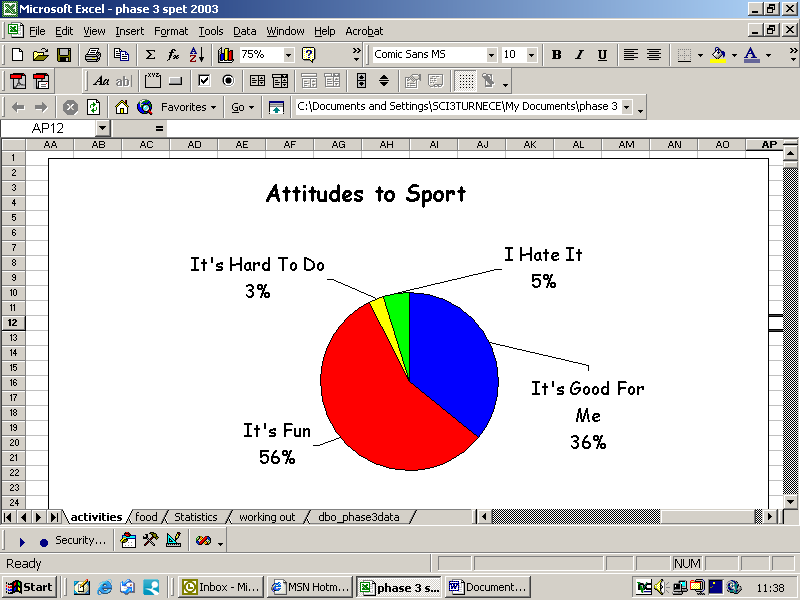 Microsoft Excel - phase 3 spet 2003
File Edit View Insert Format Tools Data Window Help Acrobat
75% Comic Sans MS 10 B I U
Aa ab| XYZ
Favorites Go C:\Documents and Settings\SCI3TURNECE\My Documents\phase 3
AP12 =
AA AB AC AD AE AF AG AH AI AJ AK AL AM AN AO AP
1
2
3
4
5
6
7
8
9
10
11
12
13
14
15
16
17
18
19
20
21
22
23
24
Attitudes to Sport
I Hate It
5%
It's Hard To Do
3%
It's Good For
Me
36%
It's Fun
56%
activities food Statistics working out dbo_phase3data
Security...
Ready NUM
Start Inbox - Mi... MSN Hotm... phase 3 s... Document... 11:38